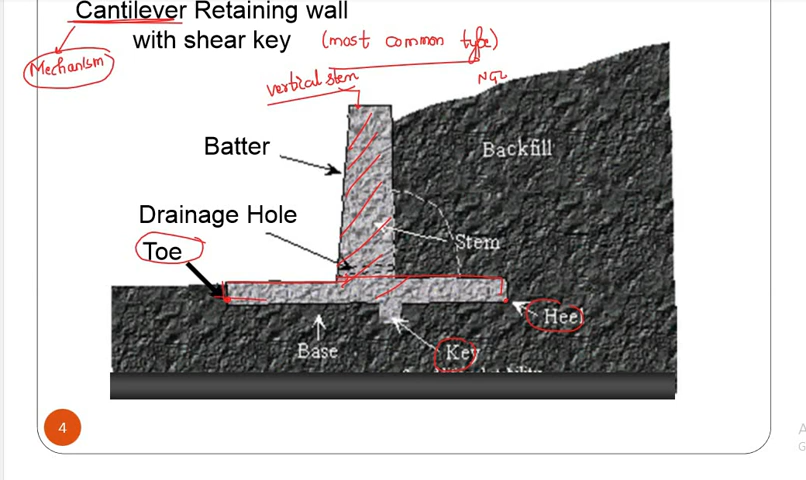 Cantilever Retaining wall
with shear key
(most common type)
Mechanism
vertical stem
NGL
Batter
Backfill
Drainage Hole
Stem
Toe
Heel
Key
Base
4